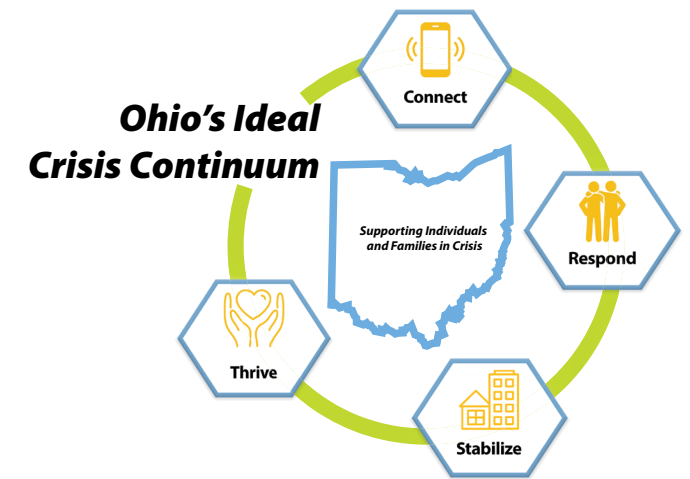 Ohio's Ideal
Crisis Continuum
Connect
Supporting Individuals
and Families in Crisis
Respond
Thrive
Stabilize